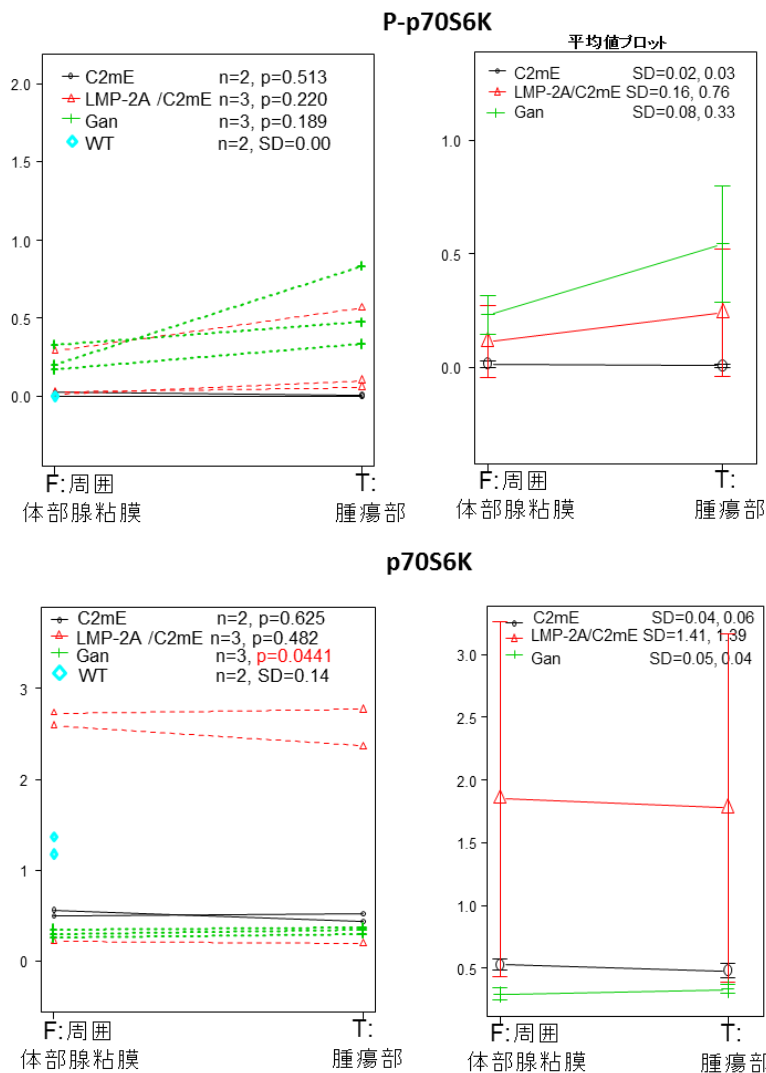 P-p70S6K
2.0
1.5
1.0
0.5
0.0
C2mE n=2, p=0.513
LMP-2A /C2mE n=3, p=0.220
Gan n=3, p=0.189
WT n=2, SD=0.00
F:周囲
体部腺粘膜
T:
腫瘍部
平均値プロット
C2mE SD=0.02, 0.03
LMP-2A/C2mE SD=0.16, 0.76
Gan SD=0.08, 0.33
1.0
0.5
0.0
F:周囲
体部腺粘膜
T:
腫瘍部
p70S6K
C2mE n=2, p=0.625
LMP-2A /C2mE n=3, p=0.482
Gan n=3, p=0.0441
WT n=2, SD=0.14
3
2
1
0
F:周囲
体部腺粘膜
T:
腫瘍部
C2mE SD=0.04, 0.06
LMP-2A/C2mE SD=1.41, 1.39
Gan SD=0.05, 0.04
3.0
2.5
2.0
1.5
1.0
0.5
F:周囲
体部腺粘膜
T:
腫瘍部